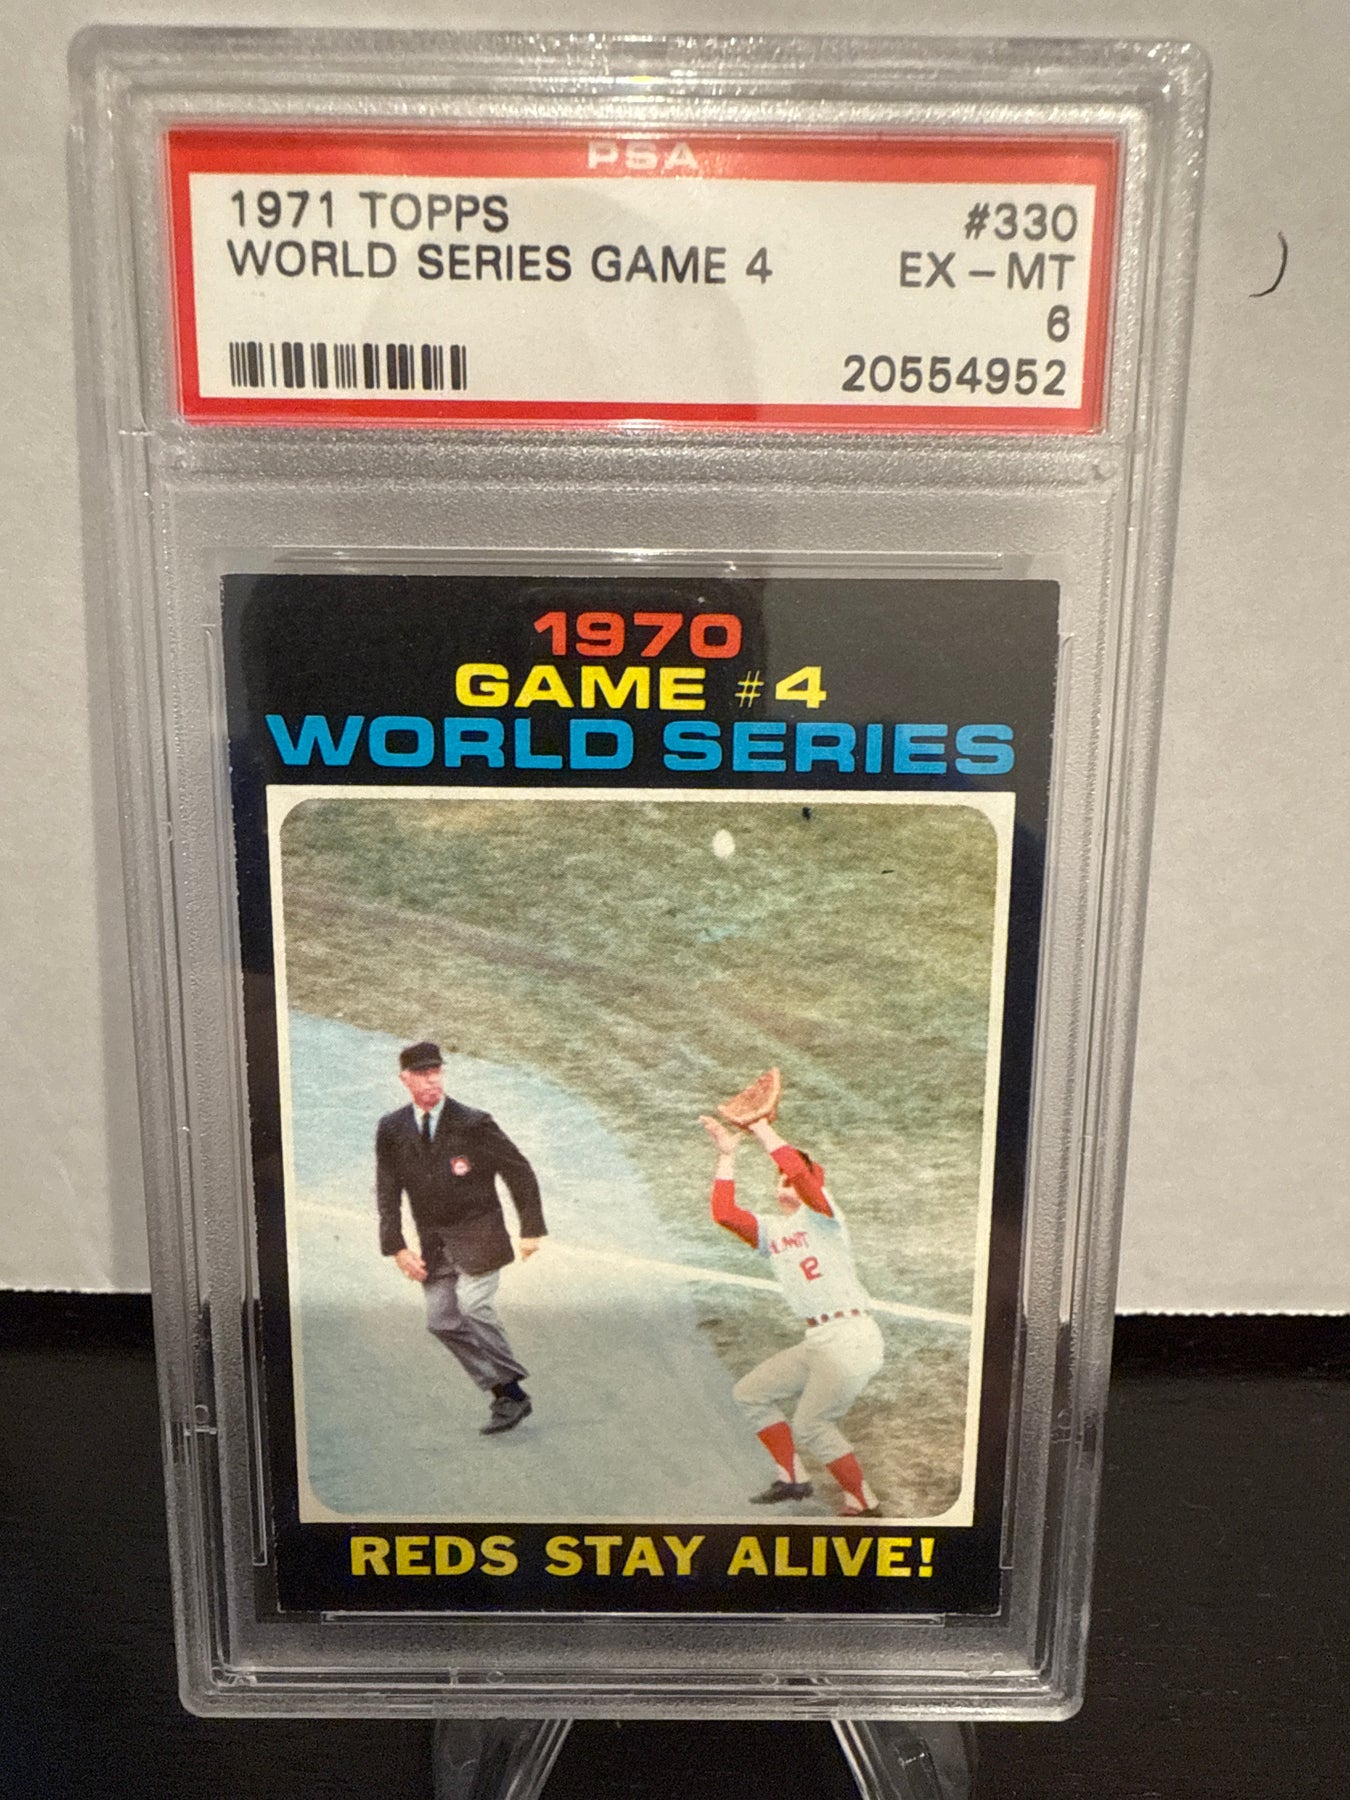 PSA
1971 TOPPS
WORLD SERIES GAME 4
#330
EX - MT
6
20554952
1970
GAME #4
WORLD SERIES
2
REDS STAY ALIVE!